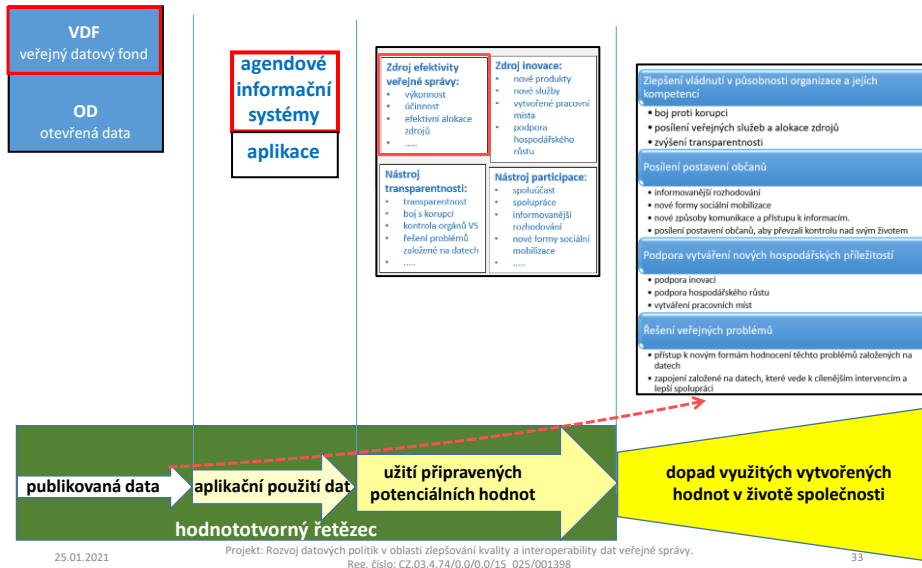 VDF
veřejný datový fond
OD
otevřená data
agendové
informační
systémy
aplikace
Zdroj efektivity
veřejné správy:
• výkonnost
• účinnost
• efektivní alokace
zdrojů
• .....
Zdroj inovace:
• nové produkty
• nové služby
• vytvořené pracovní
místa
• podpora
hospodářského
růstu
Nástroj
transparentnosti:
• transparentnost
• boj s korupcí
• kontrola orgánů VS
• řešení problémů
založené na datech
• .....
Nástroj participace:
• spoluúčast
• spolupráce
• informovanější
rozhodování
• nové formy sociální
mobilizace
• .....
Zlepšení vládnutí v působnosti organizace a jejích
kompetencí
• boj proti korupci
• posílení veřejných služeb a alokace zdrojů
• zvýšení transparentnosti
Posílení postavení občanů
• informovanější rozhodování
• nové formy sociální mobilizace
• nové způsoby komunikace a přístupu k informacím.
• posílení postavení občanů, aby převzali kontrolu nad svým životem
Podpora vytváření nových hospodářských příležitostí
• podpora inovací
• podpora hospodářského růstu
• vytváření pracovních míst
Řešení veřejných problémů
• přístup k novým formám hodnocení těchto problémů založených na
datech
• zapojení založené na datech, které vede k cílenějším intervencím a
lepší spolupráci
publikovaná data
aplikační použití dat
užití připravených
potenciálních hodnot
dopad využitých vytvořených
hodnot v životě společnosti
hodnototvorný řetězec
25.01.2021
Projekt: Rozvoj datových politik v oblasti zlepšování kvality a interoperability dat veřejné správy.
Reg. číslo: CZ.03.4.74/0.0/0.0/15_025/001398
33